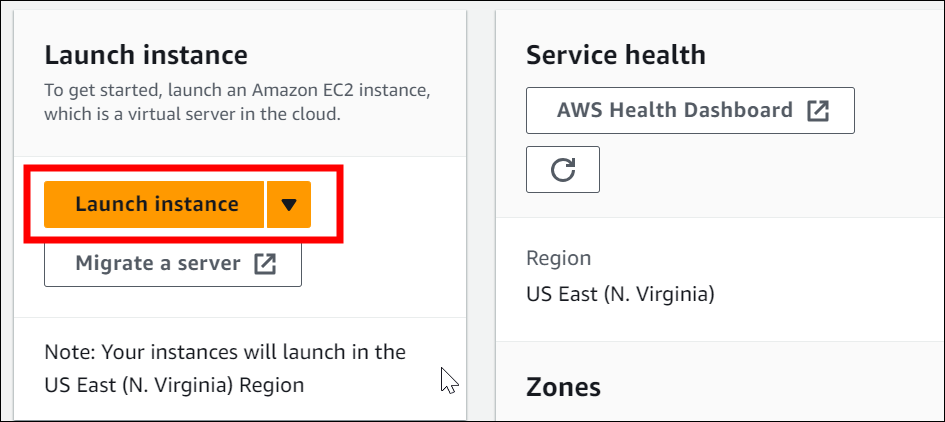 Launch instance
To get started, launch an Amazon EC2 instance,
which is a virtual server in the cloud.
Launch instance
Migrate a server
Note: Your instances will launch in the
US East (N. Virginia) Region
Service health
AWS Health Dashboard
Region
US East (N. Virginia)
Zones